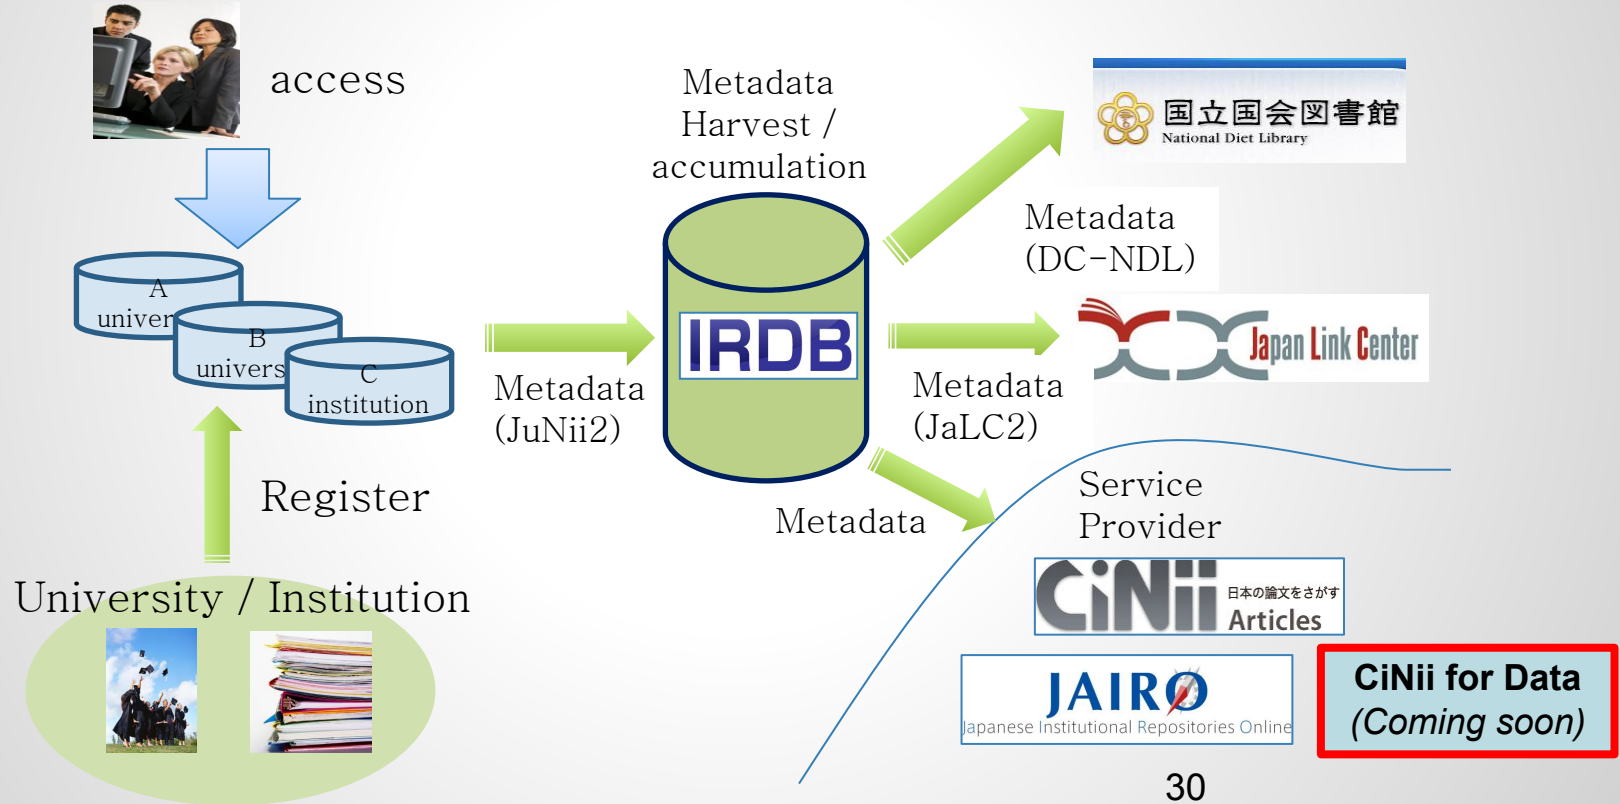 access
A
univer
B
univers
C
institution
Register
University / Institution
Metadata
(JuNii2)
Metadata
Harvest /
accumulation
IRDB
国立国会図書館
National Diet Library
Metadata
(DC-NDL)
Japan Link Center
Metadata
(JaLC2)
Metadata
Service
Provider
CiNii 日本の論文をさがす
Articles
JAIRO
Japanese Institutional Repositories Online
CiNii for Data
(Coming soon)
30